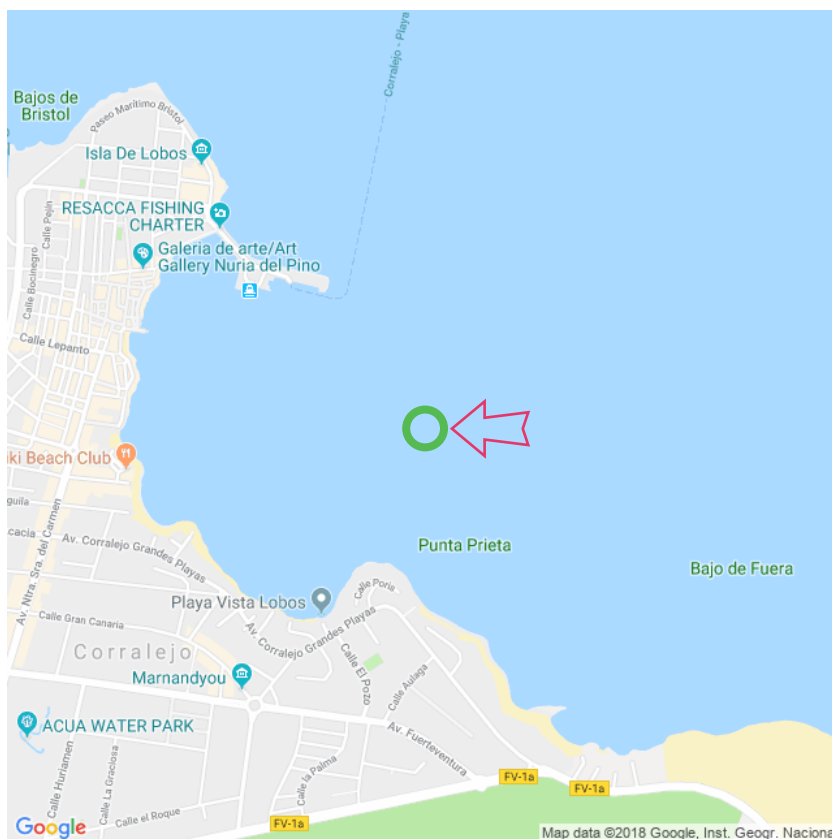 Corralejo - Playa
Bajos de
Bristol
Paseo Marítimo Bristol
Isla De Lobos
RESACCA FISHING
CHARTER
Calle Pejín
Galeria de arte/Art
Gallery Nuria del Pino
Calle Bocinegro
Calle Lepanto
iki Beach Club
guila
Acacia
Av. Corralejo Grandes Playas
Av. Ntra. Sra. del Carmen
Punta Prieta
Bajo de Fuera
Calle Poris
Playa Vista Lobos
Calle Gran Canaria
Av. Corralejo Grandes Playas
Corralejo
Calle El Pozo
Calle Aulaga
Marnandyou
ACUA WATER PARK
Av. Fuerteventura
Calle Huriamen
Calle La Graciosa
Calle la Palma
FV-1a
FV-1a
Calle el Roque
FV-1a
Google
Map data ©2018 Google, Inst. Geogr. Naciona